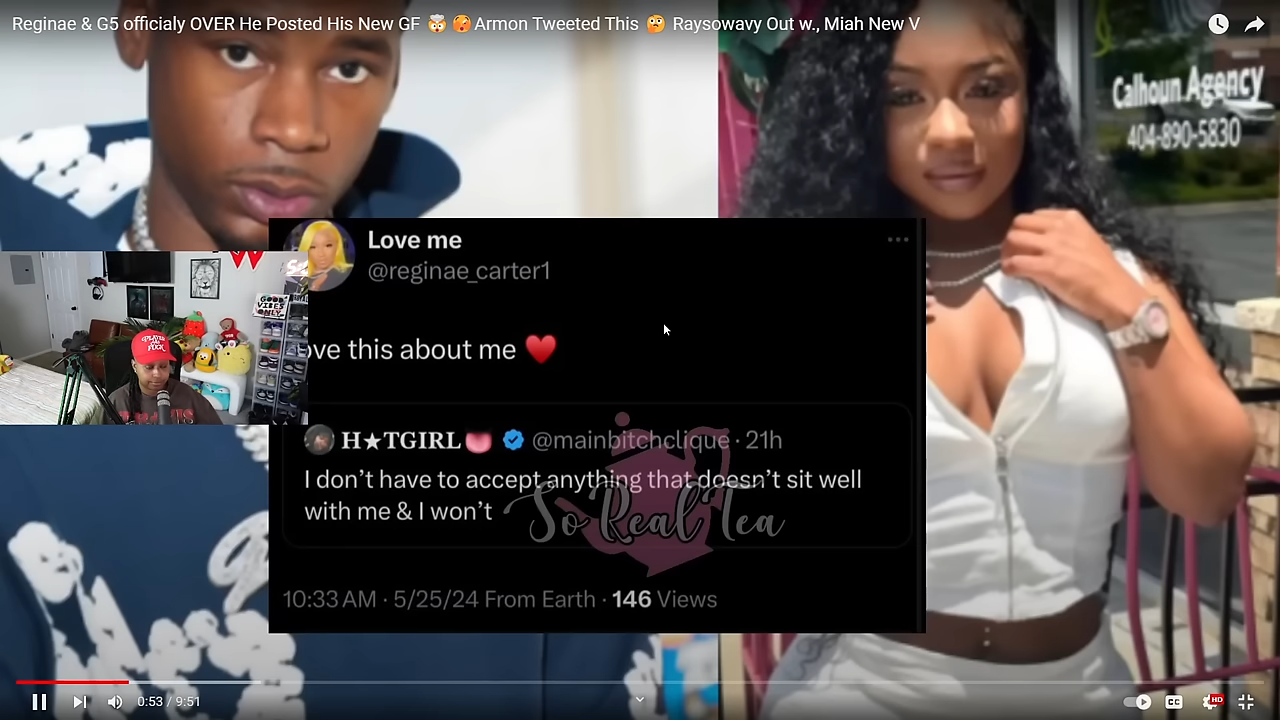 Reginae & G5 officialy OVER He Posted His New GF 🤯 🥵Armon Tweeted This 🫢 Raysowavy Out w., Miah New V
Calhoun Agency
404-890-5830
Love me
@reginae_carter1
ove this about me ♥️
GOOD
VIBES
ONLY
H★TGIRL👅 @mainbitchclique · 21h
I don’t have to accept anything that doesn’t sit well
with me & I won’t
So Real Tea
10:33 AM · 5/25/24 From Earth · 146 Views
0:53 / 9:51
CC
HD